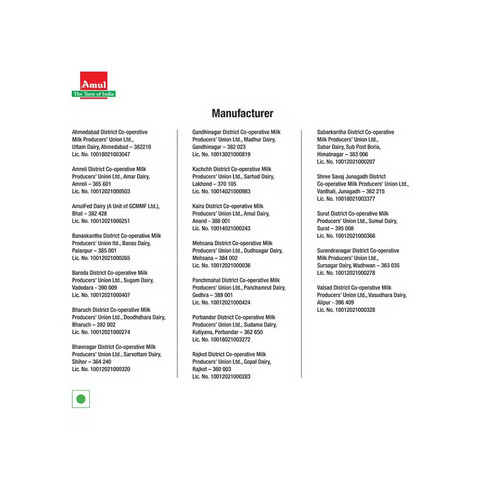 Amul
The Taste of India
Manufacturer
Ahmedabad District Co-operative
Milk Producers' Union Ltd.,
Uttam Dairy, Ahmedabad – 382210
Lic. No. 10018021003047
Amreli District Co-operative Milk
Producers' Union Ltd., Amar Dairy,
Amreli – 365 601
Lic. No. 10012021000503
AmulFed Dairy (A Unit of GCMMF Ltd.),
Bhat – 382 428
Lic. No. 10012021000251
Banaskantha District Co-operative Milk
Producers' Union ltd., Banas Dairy,
Palanpur – 385 001
Lic. No. 10012021000265
Baroda District Co-operative Milk
Producers' Union Ltd., Sugam Dairy,
Vadodara - 390 009
Lic. No. 10012021000407
Bharuch District Co-operative Milk
Producers' Union Ltd., Doodhdhara Dairy,
Bharuch – 392 002
Lic. No. 10012021000274
Bhavnagar District Co-operative Milk
Producers' Union Ltd., Sarvottam Dairy,
Shihor – 364 240
Lic. No. 10012021000320
Gandhinagar District Co-operative Milk
Producers' Union Ltd., Madhur Dairy,
Gandhinagar – 382 023
Lic. No. 10013021000819
Kachchh District Co-operative Milk
Producers' Union Ltd., Sarhad Dairy,
Lakhond – 370 105
Lic. No. 10014021000983
Kaira District Co-operative Milk
Producers' Union Ltd., Amul Dairy,
Anand - 388 001
Lic. No. 10014021000243
Mehsana District Co-operative Milk
Producers' Union Ltd., Dudhsagar Dairy,
Mehsana – 384 002
Lic. No. 10012021000036
Panchmahal District Co-operative Milk
Producers' Union Ltd., Panchamrut Dairy,
Godhra – 389 001
Lic. No. 10012021000424
Porbandar District Co-operative Milk
Producers' Union Ltd., Sudama Dairy,
Kutiyana, Porbandar – 362 650
Lic. No. 10018021003272
Rajkot District Co-operative Milk
Producers' Union Ltd., Gopal Dairy,
Rajkot – 360 003
Lic. No. 10012021000283
Sabarkantha District Co-operative
Milk Producers' Union Ltd.,
Sabar Dairy, Sub Post Boria,
Himatnagar – 383 006
Lic. No. 10012021000207
Shree Savaj Junagadh District
Co-operative Milk Producers' Union Ltd.,
Vanthali, Junagadh – 362 215
Lic. No. 10018021003377
Surat District Co-operative Milk
Producers' Union Ltd., Sumul Dairy,
Surat – 395 008
Lic. No. 10012021000366
Surendranagar District Co-operative
Milk Producers' Union Ltd.,
Sursagar Dairy, Wadhwan – 363 035
Lic. No. 10012021000278
Valsad District Co-operative Milk
Producers' Union Ltd., Vasudhara Dairy,
Alipur - 396 409
Lic. No. 10012021000328